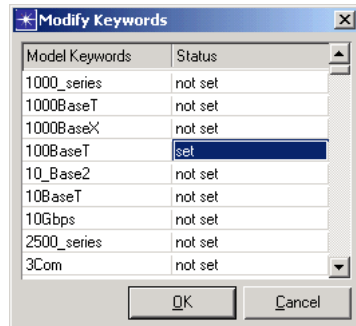 Modify Keywords
Model Keywords Status
1000_series not set
1000BaseT not set
1000BaseX not set
100BaseT set
10_Base2 not set
10BaseT not set
10Gbps not set
2500_series not set
3Com not set
OK Cancel